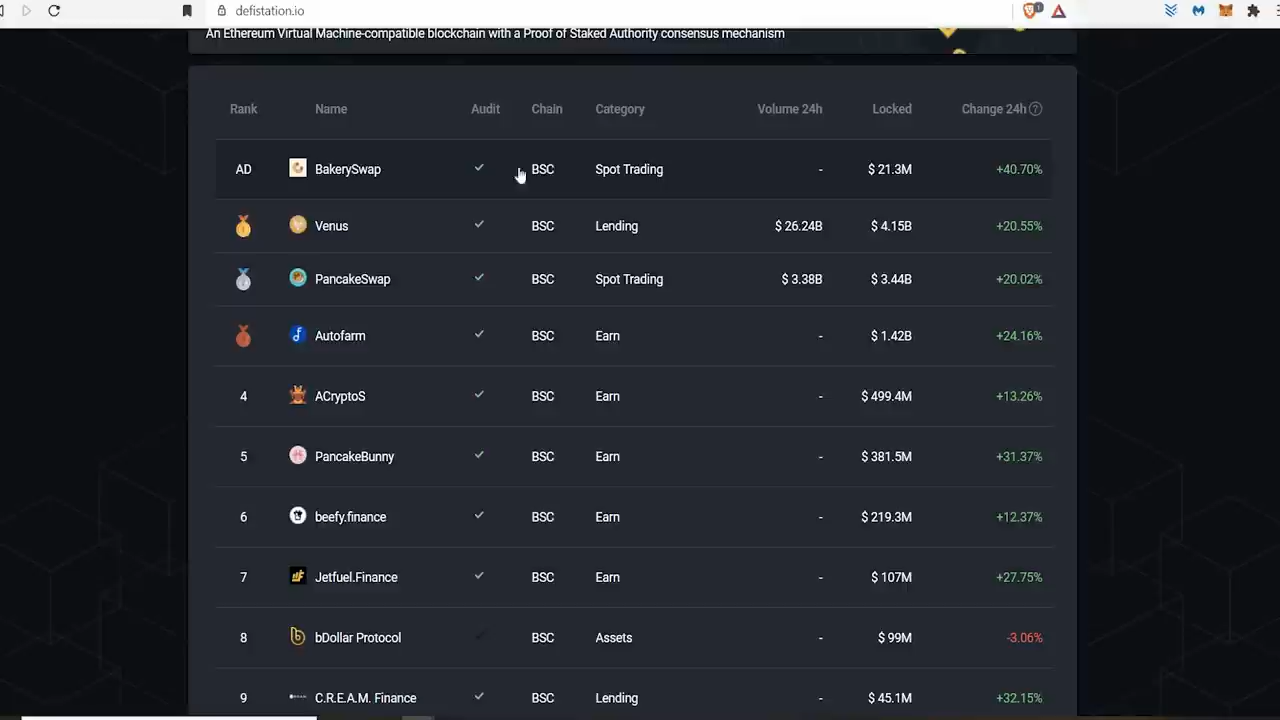 defistation.io
1
An Ethereum Virtual Machine-compatible blockchain with a Proof of Staked Authority consensus mechanism
Rank Name Audit Chain Category Volume 24h Locked Change 24h ?
AD BakerySwap ✓ BSC Spot Trading - $ 21.3M +40.70%
Venus ✓ BSC Lending $ 26.24B $ 4.15B +20.55%
PancakeSwap ✓ BSC Spot Trading $ 3.38B $ 3.44B +20.02%
Autofarm ✓ BSC Earn - $ 1.42B +24.16%
4 ACryptoS ✓ BSC Earn - $ 499.4M +13.26%
5 PancakeBunny ✓ BSC Earn - $ 381.5M +31.37%
6 beefy.finance ✓ BSC Earn - $ 219.3M +12.37%
7 Jetfuel.Finance ✓ BSC Earn - $ 107M +27.75%
8 bDollar Protocol BSC Assets - $ 99M -3.06%
9 C.R.E.A.M. Finance ✓ BSC Lending - $ 45.1M +32.15%